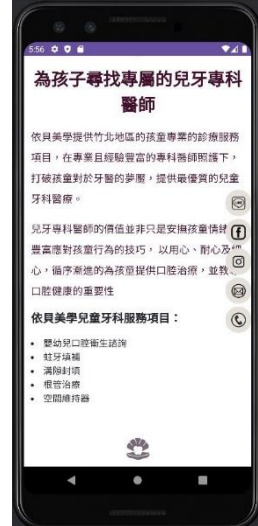 5:56
為孩子尋找專屬的兒牙專科
醫師
依貝美學提供竹北地區的孩童專業的診療服務
項目，在專業且經驗豐富的專科醫師照護下，
打破孩童對於牙醫的夢魘，提供最優質的兒童
牙科醫療。
兒牙專科醫師的價值並非只是安撫孩童情緒
豐富應對孩童行為的技巧， 以用心、耐心及
心，循序漸進的為孩童提供口腔治療，並教
口腔健康的重要性
依貝美學兒童牙科服務項目：
• 嬰幼兒口腔衛生諮詢
• 蛀牙填補
• 溝隙封填
• 根管治療
• 空間維持器